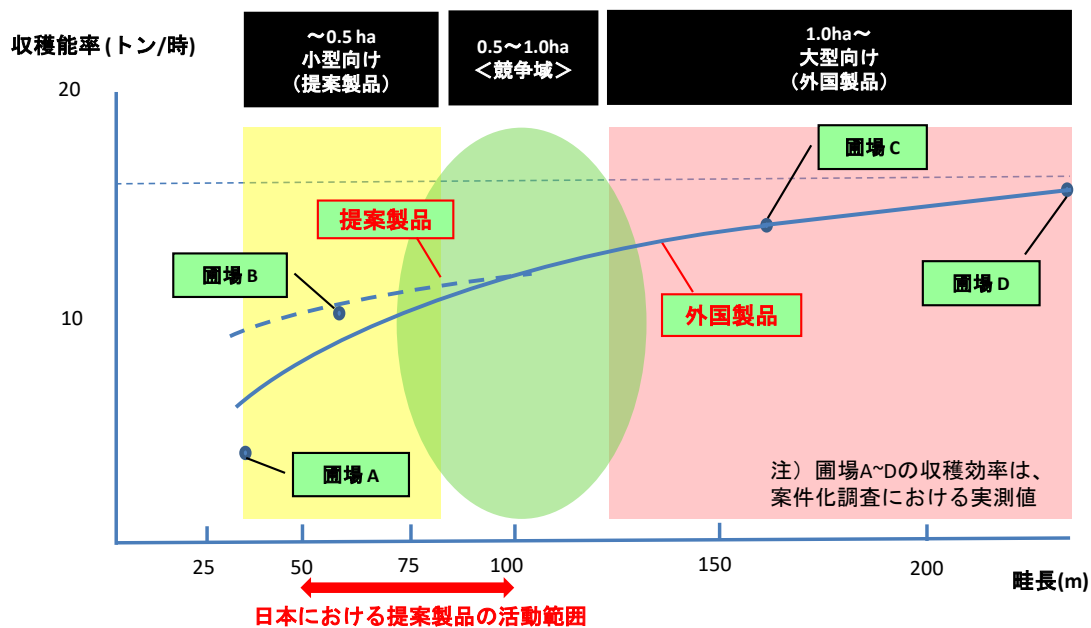 収穫能率(トン/時)
～0.5 ha
小型向け
（提案製品）
0.5～1.0ha
＜競争域＞
1.0ha～
大型向け
（外国製品）
20
10
圃場 C
提案製品
圃場 B
圃場 D
外国製品
圃場 A
注）圃場A~Dの収穫効率は、
案件化調査における実測値
25
50
75
100
150
200
畦長(m)
日本における提案製品の活動範囲